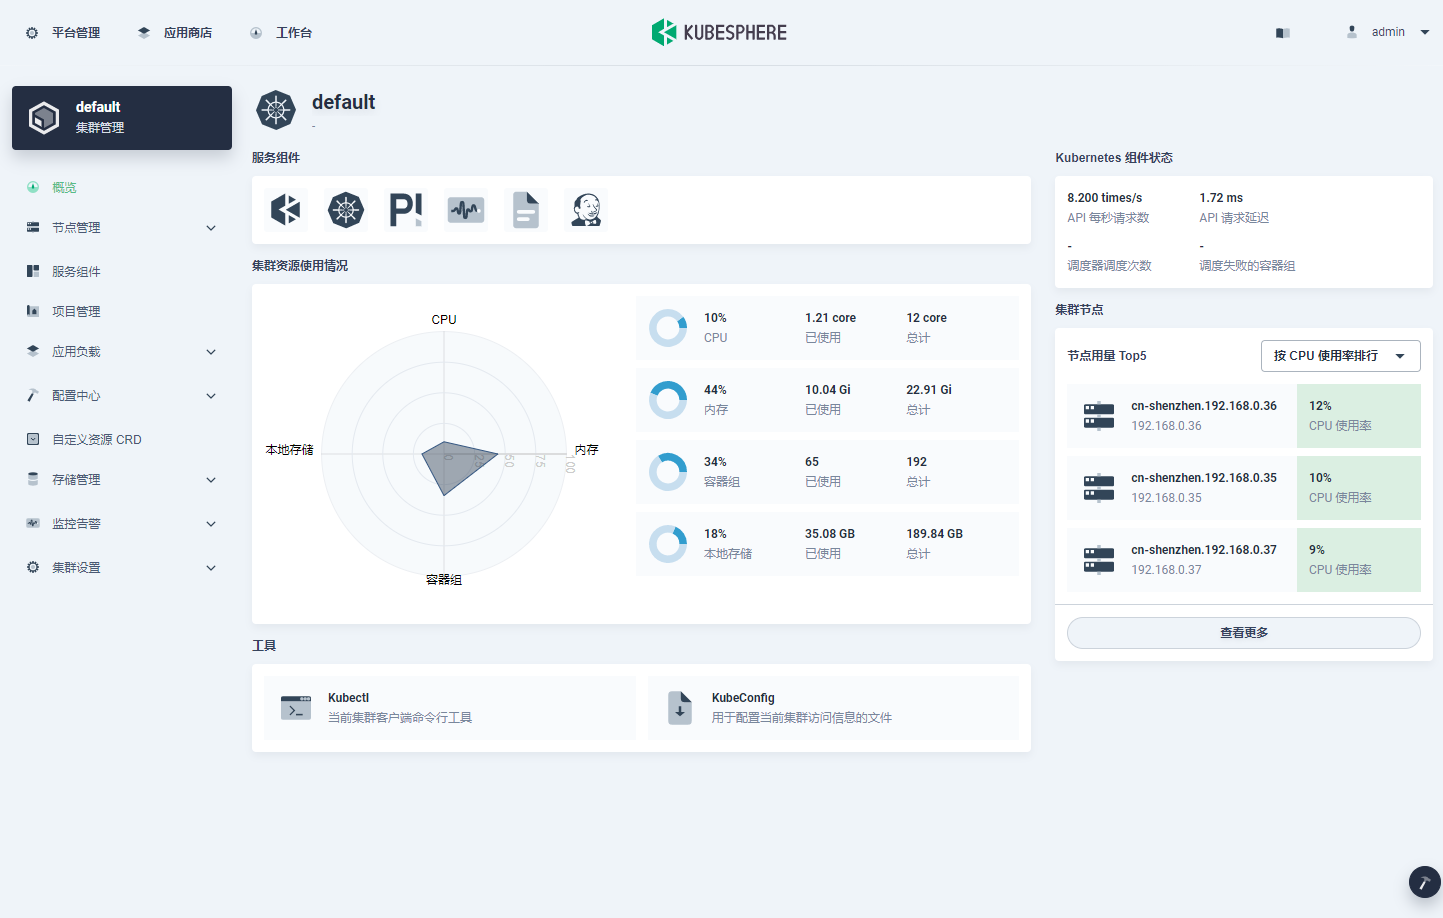 平台管理
应用商店
工作台
KUBESPHERE
admin
default
集群管理
概览
节点管理
服务组件
项目管理
应用负载
配置中心
自定义资源 CRD
存储管理
监控告警
集群设置
default
-
服务组件
集群资源使用情况
CPU
内存
容器组
本地存储
0
25
50
75
100
10%
CPU
1.21 core
已使用
12 core
总计
44%
内存
10.04 Gi
已使用
22.91 Gi
总计
34%
容器组
65
已使用
192
总计
18%
本地存储
35.08 GB
已使用
189.84 GB
总计
工具
Kubectl
当前集群客户端命令行工具
KubeConfig
用于配置当前集群访问信息的文件
Kubernetes 组件状态
8.200 times/s
API 每秒请求数
1.72 ms
API 请求延迟
-
调度器调度次数
-
调度失败的容器组
集群节点
节点用量 Top5
按 CPU 使用率排行
cn-shenzhen.192.168.0.36
192.168.0.36
12%
CPU 使用率
cn-shenzhen.192.168.0.35
192.168.0.35
10%
CPU 使用率
cn-shenzhen.192.168.0.37
192.168.0.37
9%
CPU 使用率
查看更多